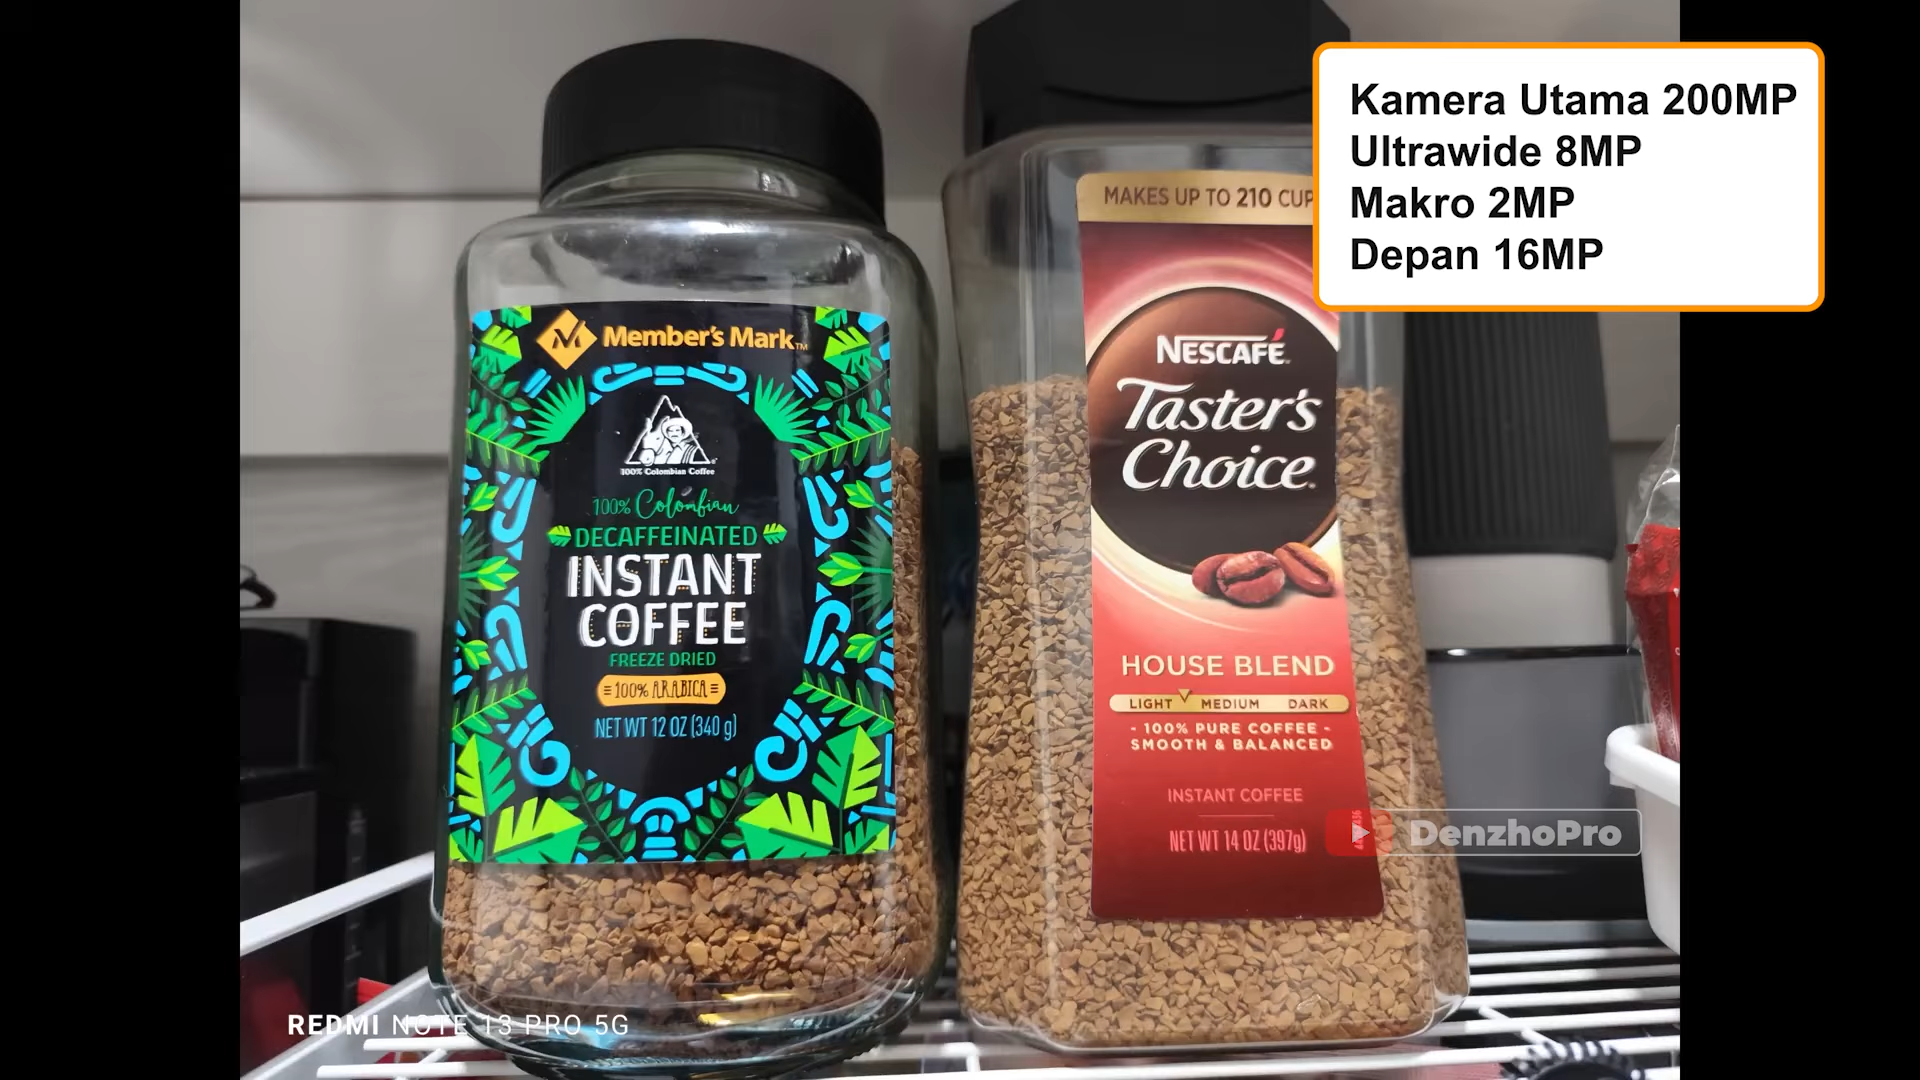 Kamera Utama 200MP
Ultrawide 8MP
Makro 2MP
Depan 16MP
Member's Mark™
100% Colombian Coffee
100% Colombian
DECAFFEINATED
INSTANT
COFFEE
FREEZE DRIED
100% ARABICA
NET WT 12 OZ (340 g)
MAKES UP TO 210 CUP
NESCAFÉ
Taster's
Choice
HOUSE BLEND
LIGHT MEDIUM DARK
- 100% PURE COFFEE -
SMOOTH & BALANCED
INSTANT COFFEE
NET WT 14 OZ (397g)
DenzhoPro
REDMI NOTE 13 PRO 5G